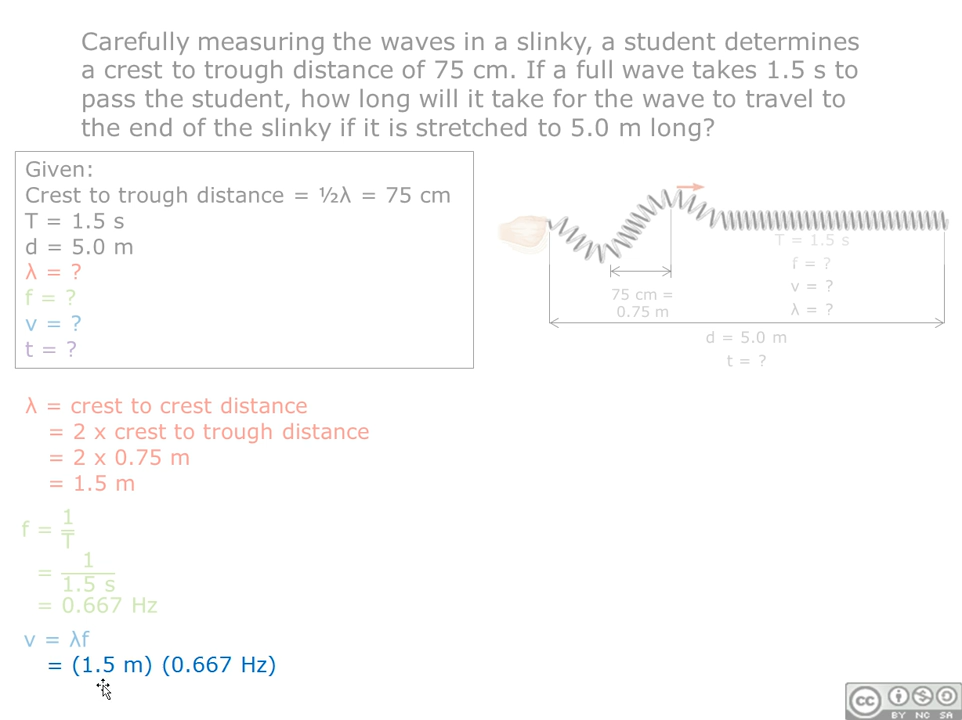 Carefully measuring the waves in a slinky, a student determines
a crest to trough distance of 75 cm. If a full wave takes 1.5 s to
pass the student, how long will it take for the wave to travel to
the end of the slinky if it is stretched to 5.0 m long?
Given:
Crest to trough distance = ½λ = 75 cm
T = 1.5 s
d = 5.0 m
λ = ?
f = ?
v = ?
t = ?
T = 1.5 s
f = ?
v = ?
λ = ?
75 cm =
0.75 m
d = 5.0 m
t = ?
λ = crest to crest distance
= 2 x crest to trough distance
= 2 x 0.75 m
= 1.5 m
f = 1
T
= 1
1.5 s
= 0.667 Hz
v = λf
= (1.5 m) (0.667 Hz)
cc
BY NC SA